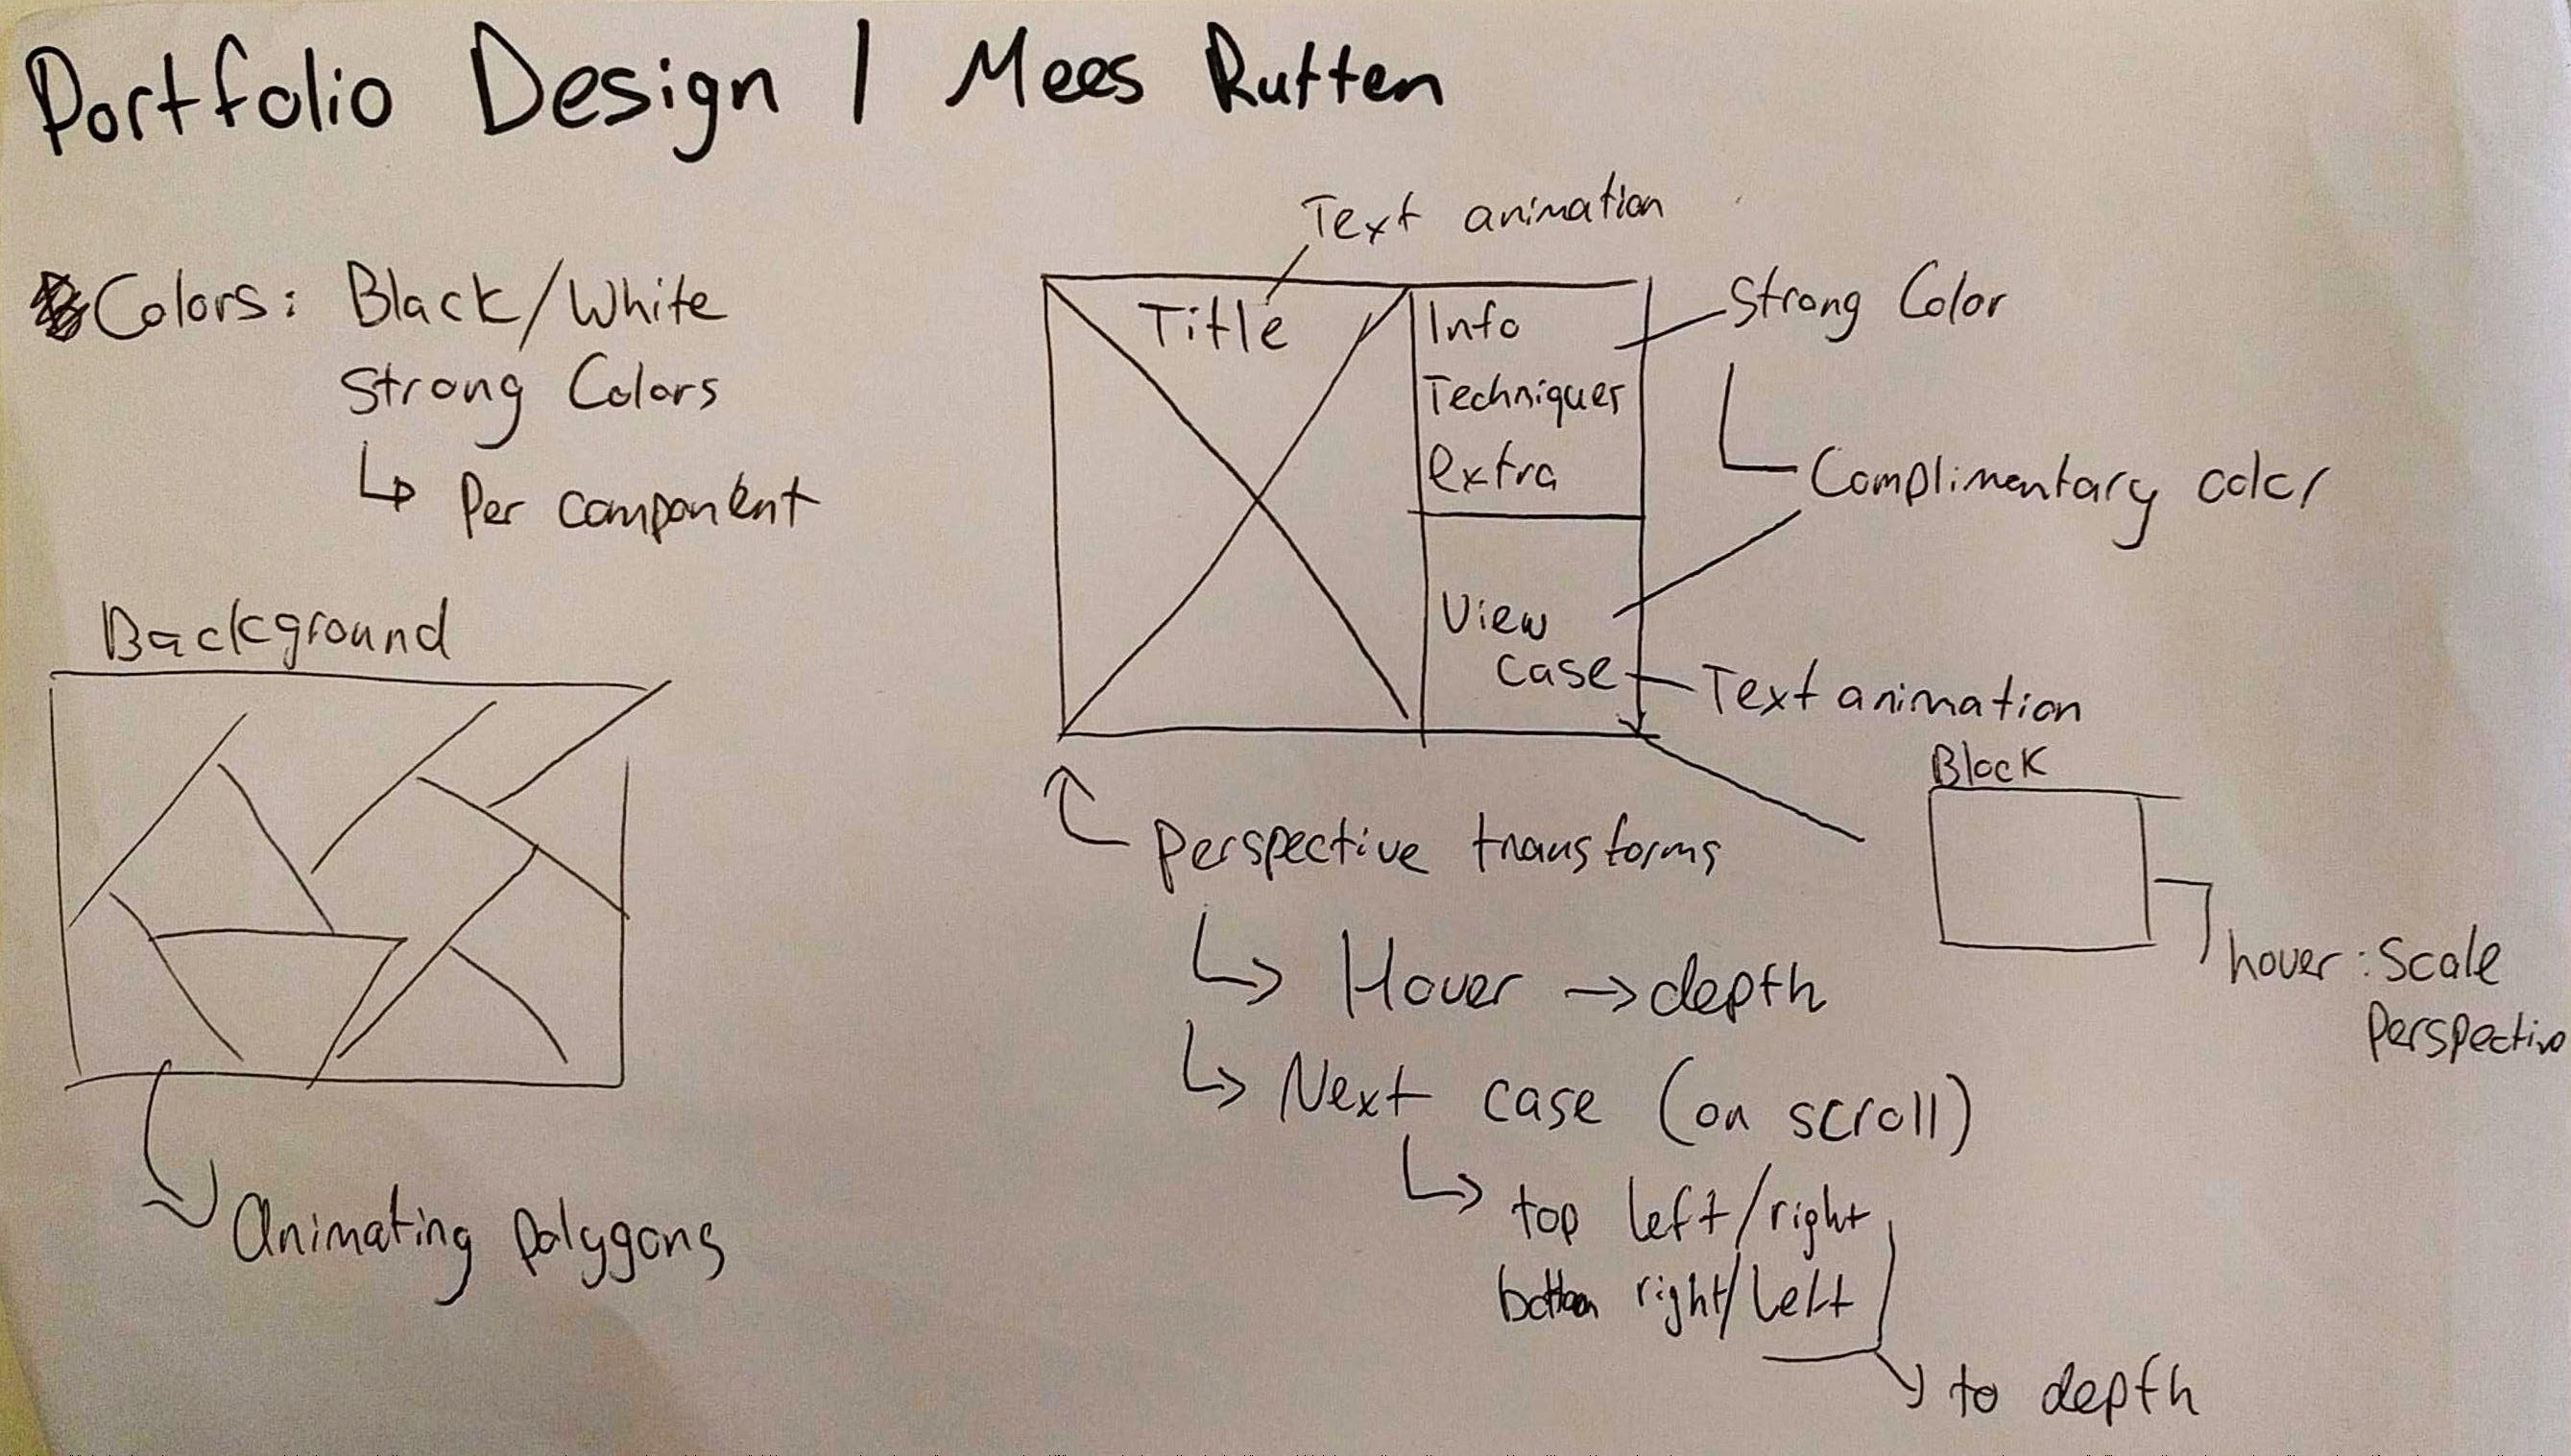 Portfolio Design | Mees Rutten
Colors: Black/White
Strong Colors
↳ Per component
Background
Animating polygons
Text animation
Title
Info
Techniques
extra
View
case
Strong Color
Complimentary color
Text animation
Block
hover: Scale
Perspective
Perspective transforms
↳ Hover → depth
↳ Next case (on scroll)
↳ top left/right
bottom right/left
to depth